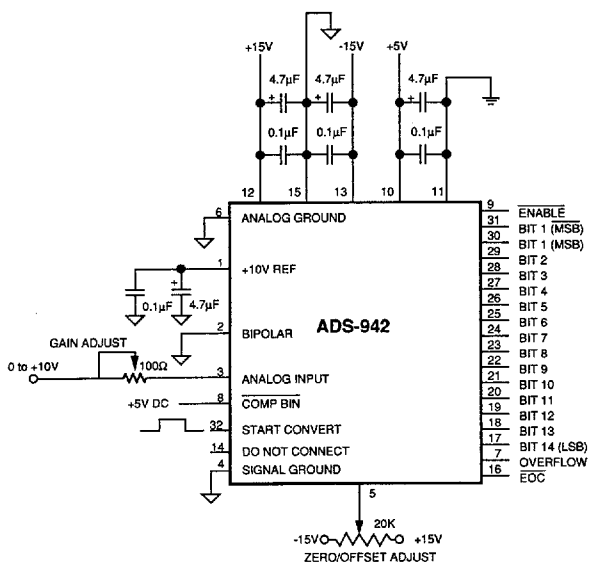 +15V -15V +5V
4.7µF 4.7µF 4.7µF
+ + +
0.1µF 0.1µF 0.1µF
12 15 13 10 11
6 ANALOG GROUND
1 +10V REF
+
0.1µF 4.7µF
2 BIPOLAR
ADS-942
GAIN ADJUST
0 to +10V
100Ω
3 ANALOG INPUT
+5V DC 8 COMP BIN
32 START CONVERT
14 DO NOT CONNECT
4 SIGNAL GROUND
9 ENABLE
31 BIT 1 (MSB)
30 BIT 1 (MSB)
29 BIT 2
28 BIT 3
27 BIT 4
26 BIT 5
25 BIT 6
24 BIT 7
23 BIT 8
22 BIT 9
21 BIT 10
20 BIT 11
19 BIT 12
18 BIT 13
17 BIT 14 (LSB)
7 OVERFLOW
16 EOC
5
20K
-15V +15V
ZERO/OFFSET ADJUST